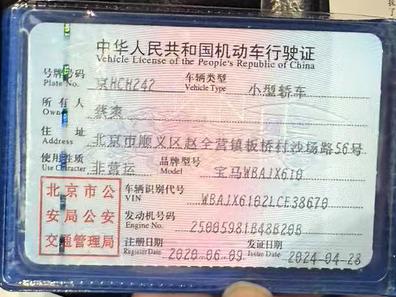 中华人民共和国机动车行驶证
Vehicle License of the People's Republic of China
号牌号码 京HCH242 车辆类型 小型轿车
Plate No. Vehicle Type
所有人
Owner
住址 北京市顺义区赵全营镇板桥村沙场路56号
Address
使用性质 非营运 品牌型号 宝马WBAJX610
Use Character Model
北京市公
安局公安
交通管理局
车辆识别代号 WBAJX6102LCE38670
VIN
发动机号码 25005981B48B20B
Engine No.
注册日期 2020-06-09 发证日期 2024-04-28
Register Date Issue Date